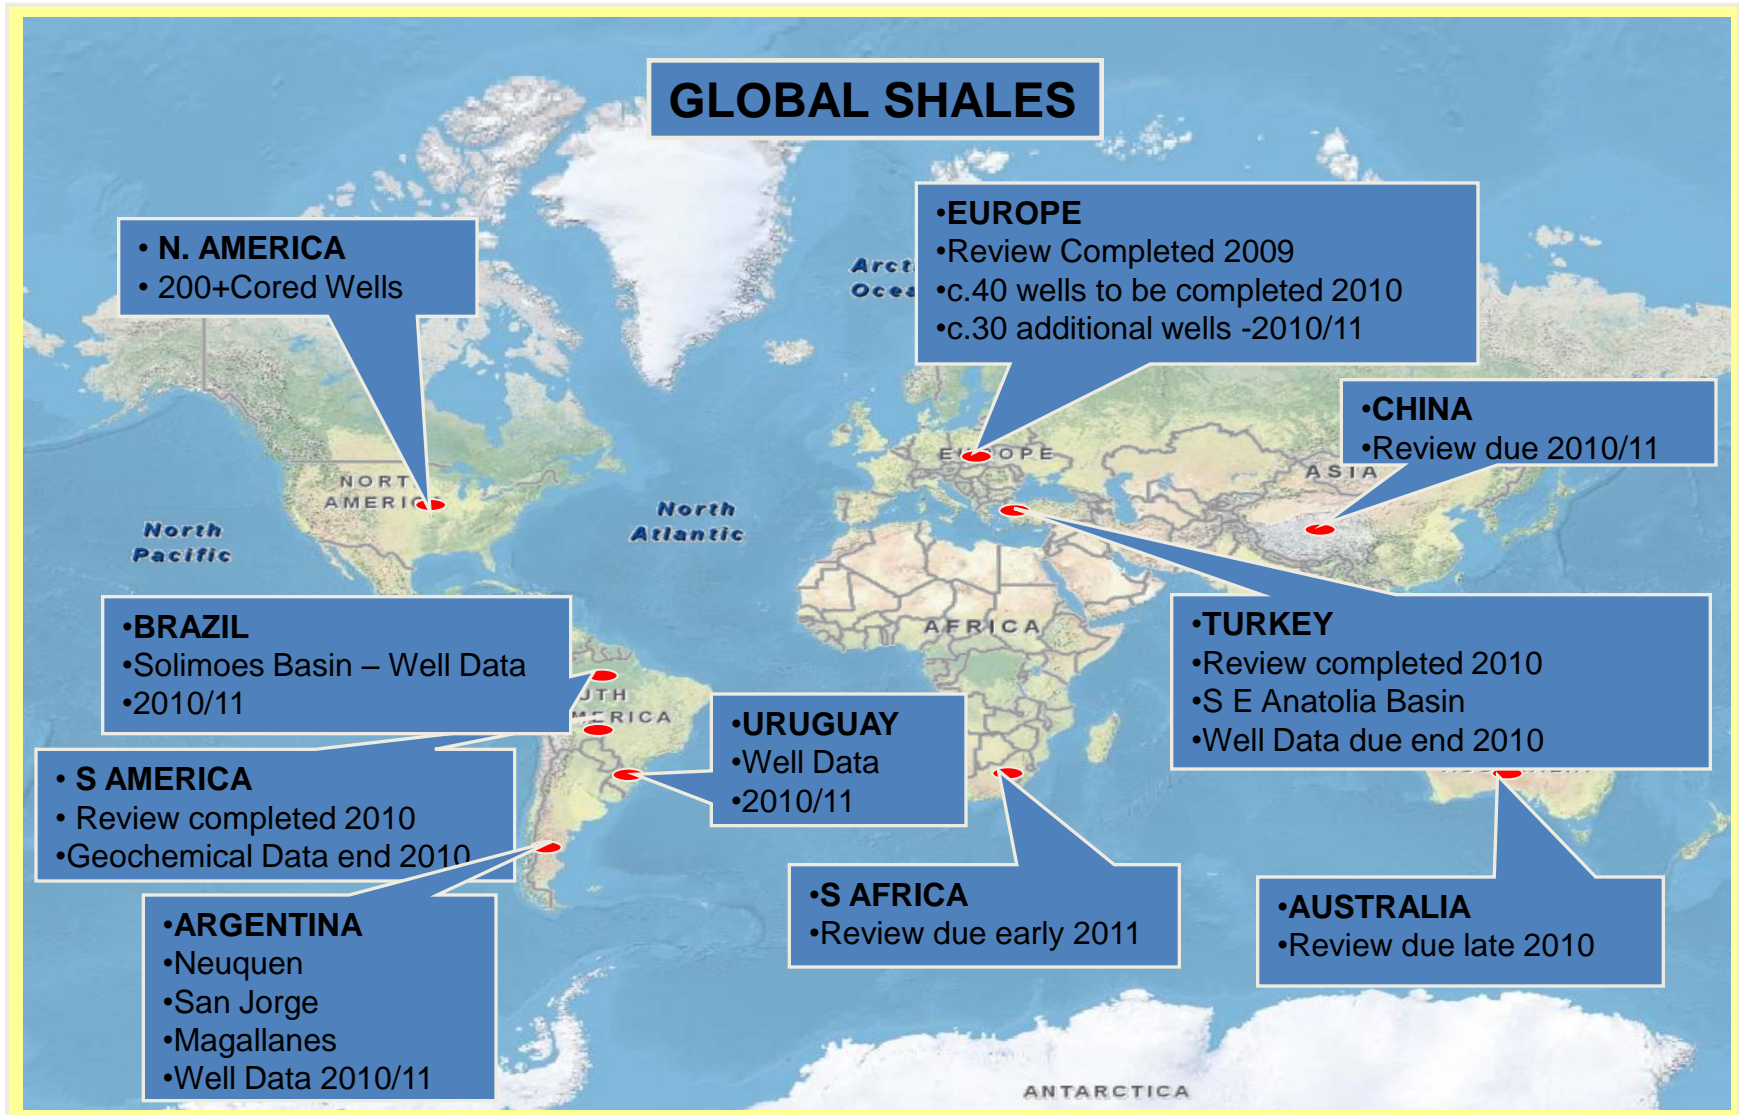 GLOBAL SHALES
• N. AMERICA
• 200+Cored Wells
•EUROPE
•Review Completed 2009
•c.40 wells to be completed 2010
•c.30 additional wells -2010/11
•CHINA
•Review due 2010/11
ASIA
NORT
AMERIC
North
Pacific
North
Atlantic
Arct
Ocea
EUROPE
AFRICA
•BRAZIL
•Solimoes Basin – Well Data
•2010/11
UTH
MERICA
•URUGUAY
•Well Data
•2010/11
•TURKEY
•Review completed 2010
•S E Anatolia Basin
•Well Data due end 2010
• S AMERICA
• Review completed 2010
•Geochemical Data end 2010
•ARGENTINA
•Neuquen
•San Jorge
•Magallanes
•Well Data 2010/11
•S AFRICA
•Review due early 2011
•AUSTRALIA
•Review due late 2010
ANTARCTICA